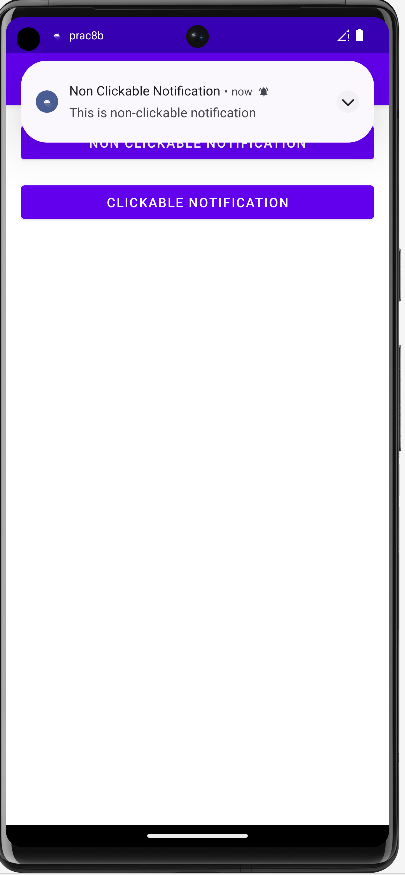 prac8b
Non Clickable Notification • now
This is non-clickable notification
NON CLICKABLE NOTIFICATION
CLICKABLE NOTIFICATION